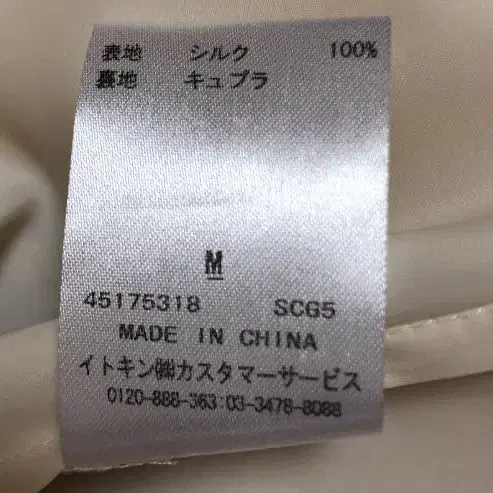 表地 シルク 100%
裏地 キュプラ
M
45175318 SCG5
MADE IN CHINA
イトキン㈱カスタマーサービス
0120-888-363:03-3478-8088